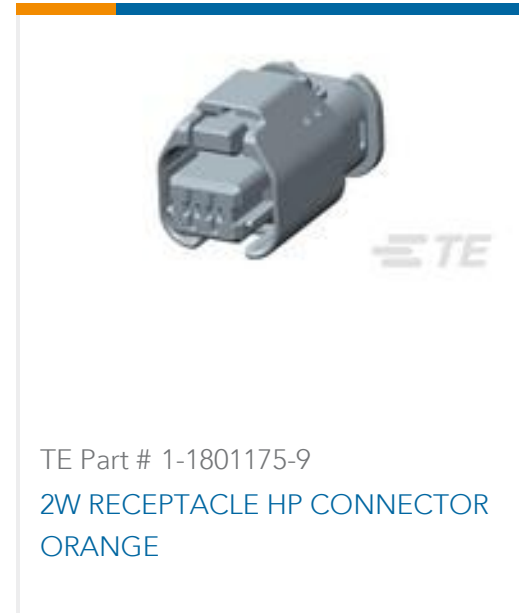 TE
TE Part # 1-1801175-9
2W RECEPTACLE HP CONNECTOR
ORANGE